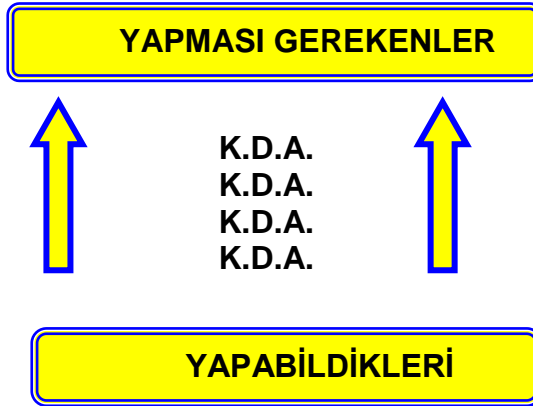 YAPMASI GEREKENLER
K.D.A.
K.D.A.
K.D.A.
K.D.A.
YAPABİLDİKLERİ